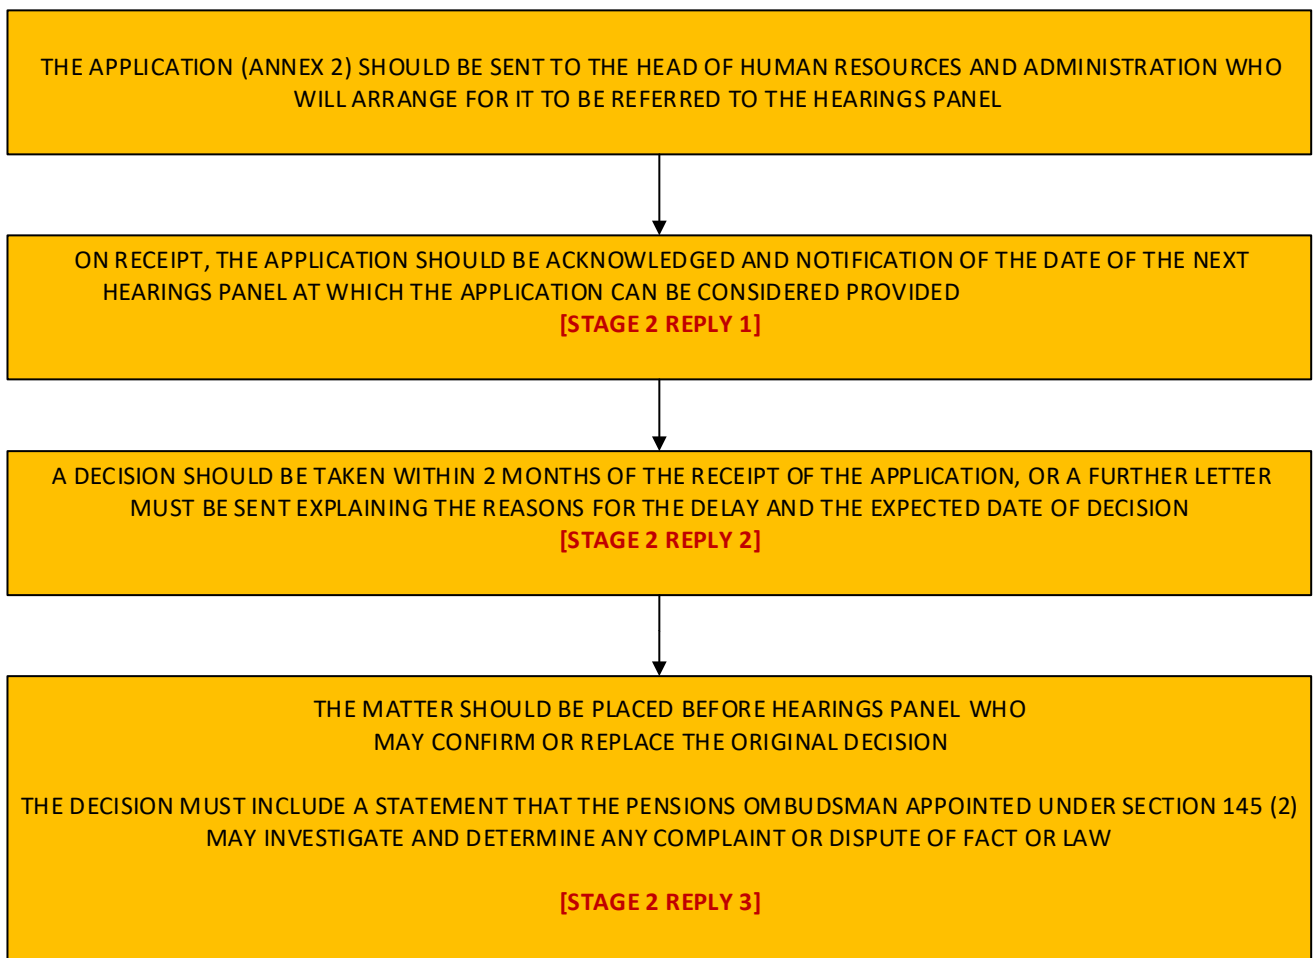 THE APPLICATION (ANNEX 2) SHOULD BE SENT TO THE HEAD OF HUMAN RESOURCES AND ADMINISTRATION WHO
WILL ARRANGE FOR IT TO BE REFERRED TO THE HEARINGS PANEL
ON RECEIPT, THE APPLICATION SHOULD BE ACKNOWLEDGED AND NOTIFICATION OF THE DATE OF THE NEXT
HEARINGS PANEL AT WHICH THE APPLICATION CAN BE CONSIDERED PROVIDED
[STAGE 2 REPLY 1]
A DECISION SHOULD BE TAKEN WITHIN 2 MONTHS OF THE RECEIPT OF THE APPLICATION, OR A FURTHER LETTER
MUST BE SENT EXPLAINING THE REASONS FOR THE DELAY AND THE EXPECTED DATE OF DECISION
[STAGE 2 REPLY 2]
THE MATTER SHOULD BE PLACED BEFORE HEARINGS PANEL WHO
MAY CONFIRM OR REPLACE THE ORIGINAL DECISION
THE DECISION MUST INCLUDE A STATEMENT THAT THE PENSIONS OMBUDSMAN APPOINTED UNDER SECTION 145 (2)
MAY INVESTIGATE AND DETERMINE ANY COMPLAINT OR DISPUTE OF FACT OR LAW
[STAGE 2 REPLY 3]